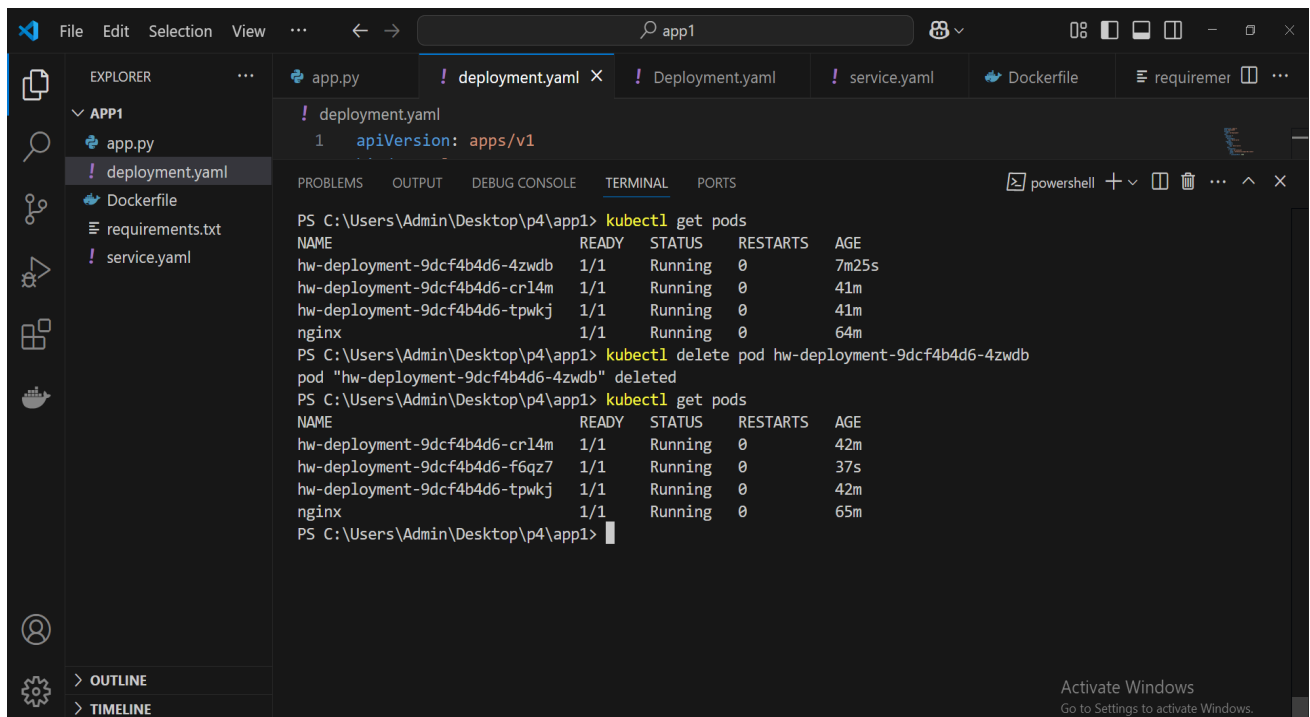 File Edit Selection View ... app1
EXPLORER ...
APP1
app.py
deployment.yaml
Dockerfile
requirements.txt
service.yaml
OUTLINE
TIMELINE
app.py ! deployment.yaml ! Deployment.yaml ! service.yaml Dockerfile requiremer ...
! deployment.yaml
1 apiVersion: apps/v1
PROBLEMS OUTPUT DEBUG CONSOLE TERMINAL PORTS powershell ...
PS C:\Users\Admin\Desktop\p4\app1> kubectl get pods
NAME READY STATUS RESTARTS AGE
hw-deployment-9dcf4b4d6-4zwdb 1/1 Running 0 7m25s
hw-deployment-9dcf4b4d6-crl4m 1/1 Running 0 41m
hw-deployment-9dcf4b4d6-tpwkj 1/1 Running 0 41m
nginx 1/1 Running 0 64m
PS C:\Users\Admin\Desktop\p4\app1> kubectl delete pod hw-deployment-9dcf4b4d6-4zwdb
pod "hw-deployment-9dcf4b4d6-4zwdb" deleted
PS C:\Users\Admin\Desktop\p4\app1> kubectl get pods
NAME READY STATUS RESTARTS AGE
hw-deployment-9dcf4b4d6-crl4m 1/1 Running 0 42m
hw-deployment-9dcf4b4d6-f6qz7 1/1 Running 0 37s
hw-deployment-9dcf4b4d6-tpwkj 1/1 Running 0 42m
nginx 1/1 Running 0 65m
PS C:\Users\Admin\Desktop\p4\app1>
Activate Windows
Go to Settings to activate Windows.